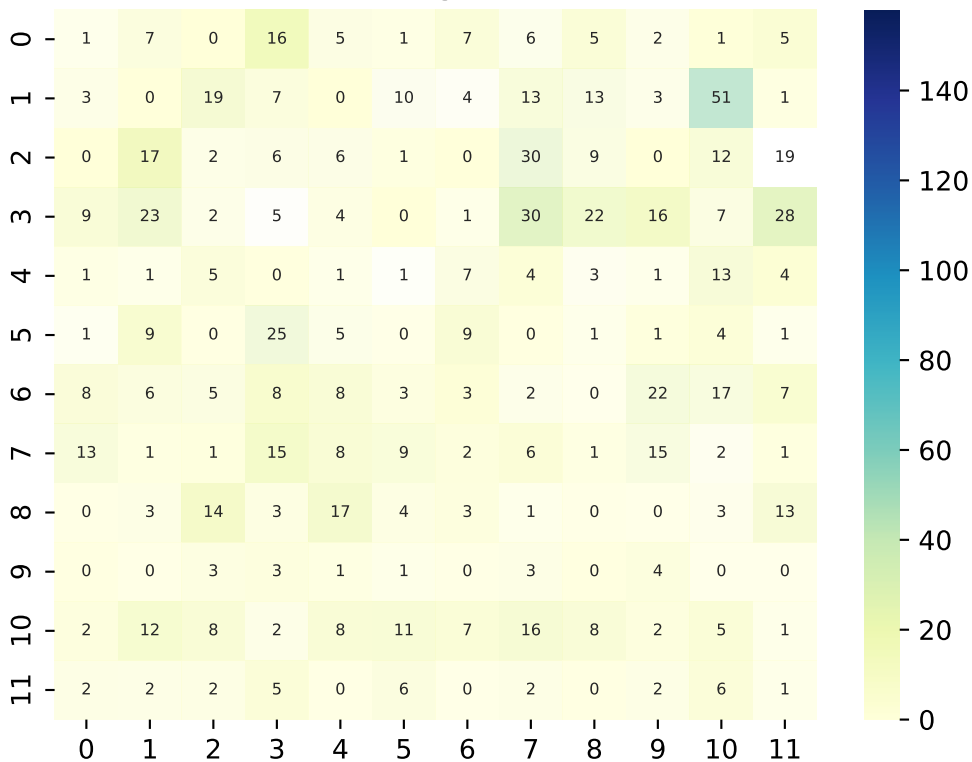 0 1 7 0 16 5 1 7 6 5 2 1 5
1 3 0 19 7 0 10 4 13 13 3 51 1
2 0 17 2 6 6 1 0 30 9 0 12 19
3 9 23 2 5 4 0 1 30 22 16 7 28
4 1 1 5 0 1 1 7 4 3 1 13 4
5 1 9 0 25 5 0 9 0 1 1 4 1
6 8 6 5 8 8 3 3 2 0 22 17 7
7 13 1 1 15 8 9 2 6 1 15 2 1
8 0 3 14 3 17 4 3 1 0 0 3 13
9 0 0 3 3 1 1 0 3 0 4 0 0
10 2 12 8 2 8 11 7 16 8 2 5 1
11 2 2 2 5 0 6 0 2 0 2 6 1
0 1 2 3 4 5 6 7 8 9 10 11
140
120
100
80
60
40
20
0